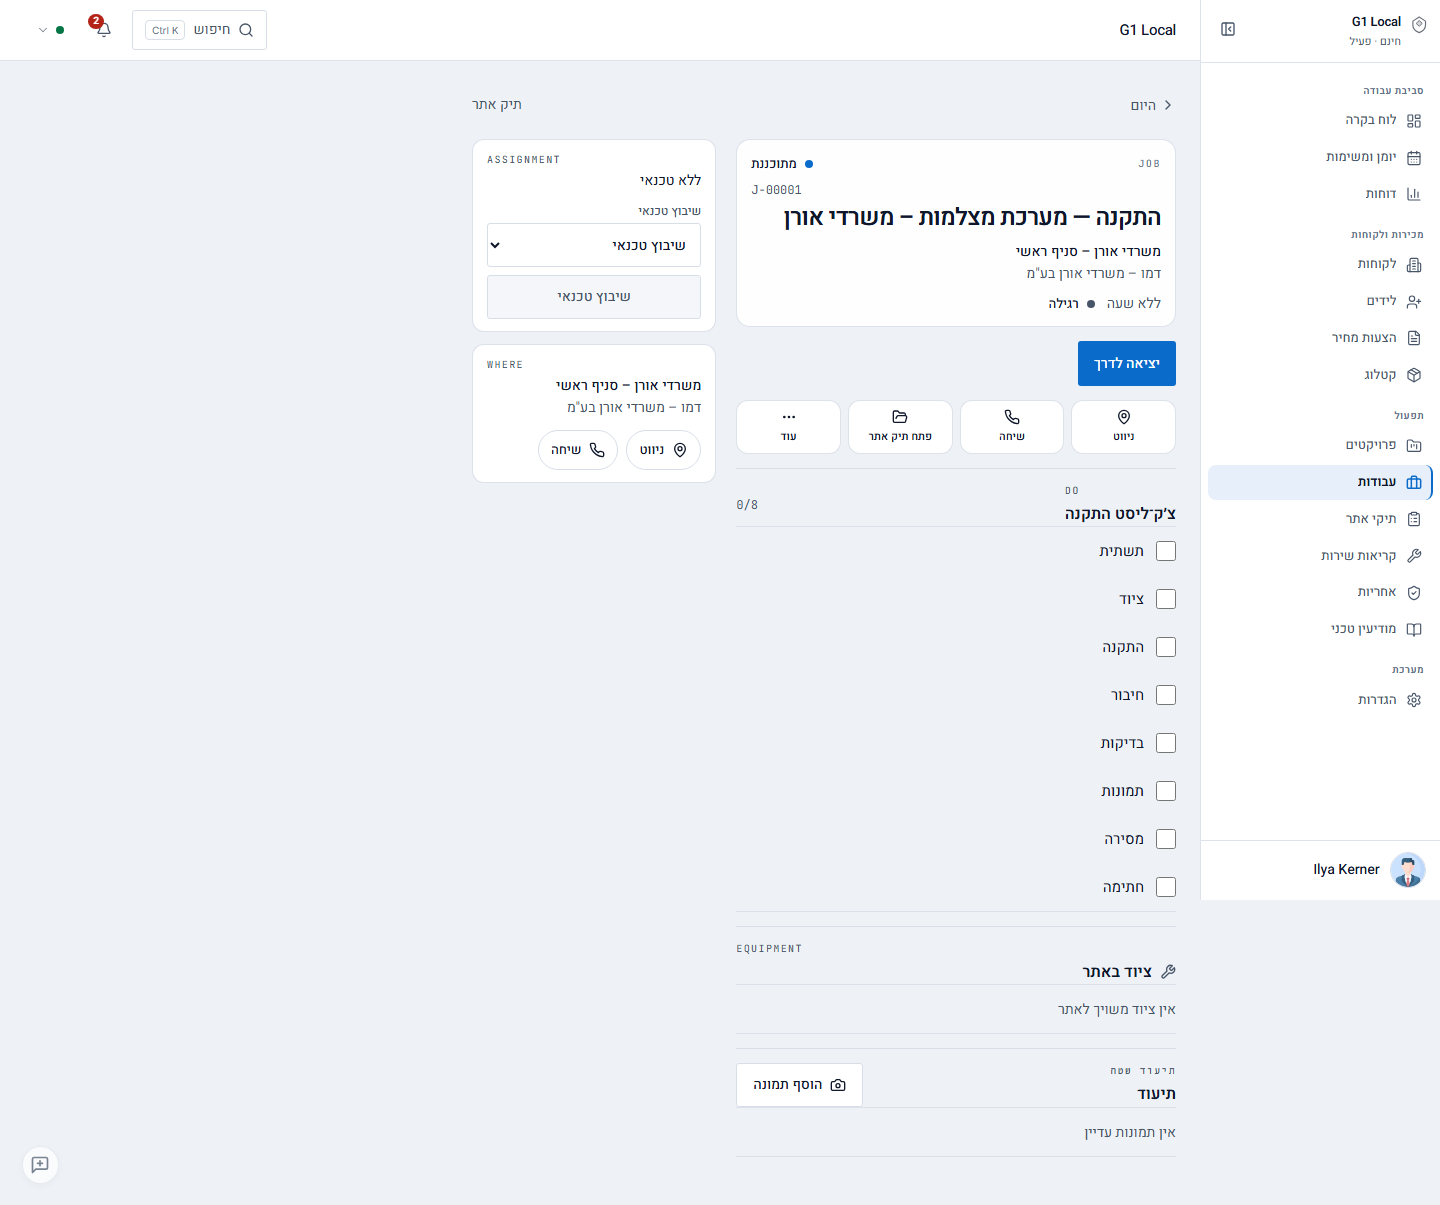 G1 Local
חינם · פעיל
סביבת עבודה
לוח בקרה
יומן ומשימות
דוחות
מכירות ולקוחות
לקוחות
לידים
הצעות מחיר
קטלוג
תפעול
פרויקטים
עבודות
תיקי אתר
קריאות שירות
אחריות
מודיעין טכני
מערכת
הגדרות
Ilya Kerner
G1 Local
חיפוש Ctrl K
2
היום
תיק אתר
JOB
מתוכננת
J-00001
התקנה — מערכת מצלמות – משרדי אורן
משרדי אורן – סניף ראשי
דמו – משרדי אורן בע"מ
ללא שעה רגילה
יציאה לדרך
ניווט
שיחה
פתח תיק אתר
עוד
DO
צ'ק־ליסט התקנה
0/8
תשתית
ציוד
התקנה
חיבור
בדיקות
תמונות
מסירה
חתימה
EQUIPMENT
ציוד באתר
אין ציוד משויך לאתר
תיעוד שטח
תיעוד
הוסף תמונה
אין תמונות עדיין
ASSIGNMENT
ללא טכנאי
שיבוץ טכנאי
שיבוץ טכנאי
שיבוץ טכנאי
WHERE
משרדי אורן – סניף ראשי
דמו – משרדי אורן בע"מ
ניווט
שיחה